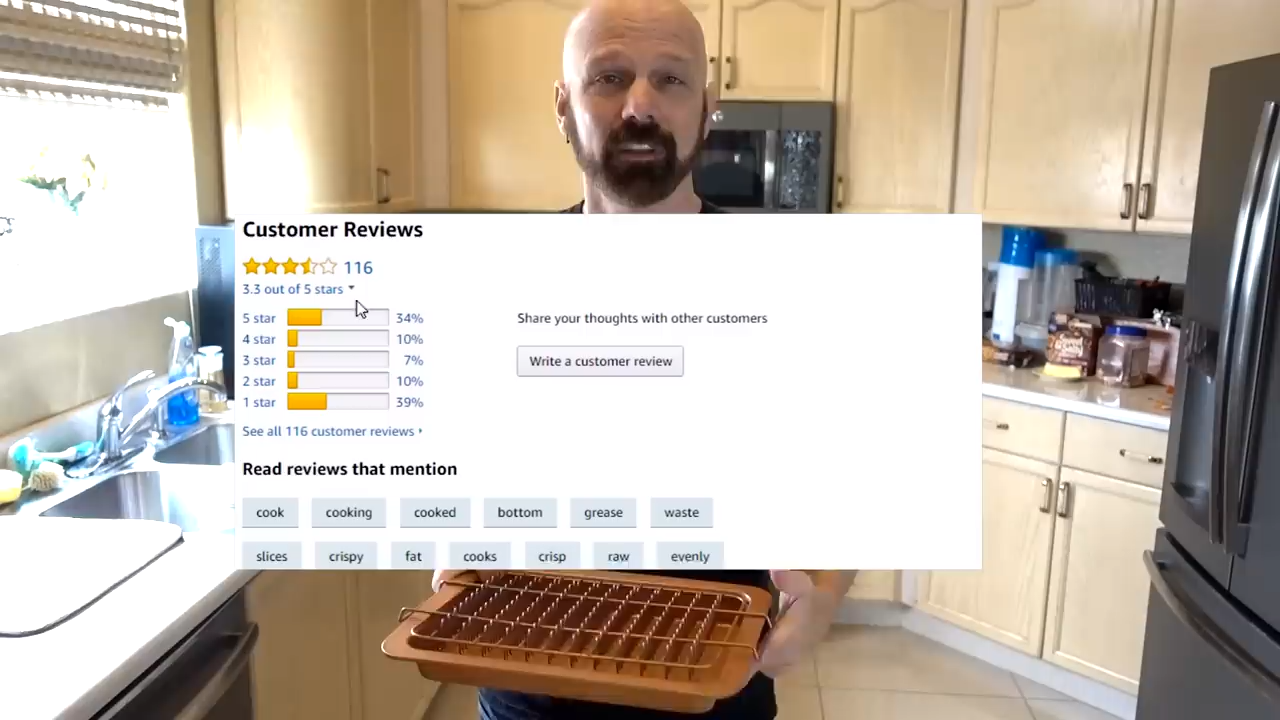 Customer Reviews
116
3.3 out of 5 stars
5 star 34%
4 star 10%
3 star 7%
2 star 10%
1 star 39%
Share your thoughts with other customers
Write a customer review
See all 116 customer reviews
Read reviews that mention
cook cooking cooked bottom grease waste
slices crispy fat cooks crisp raw evenly